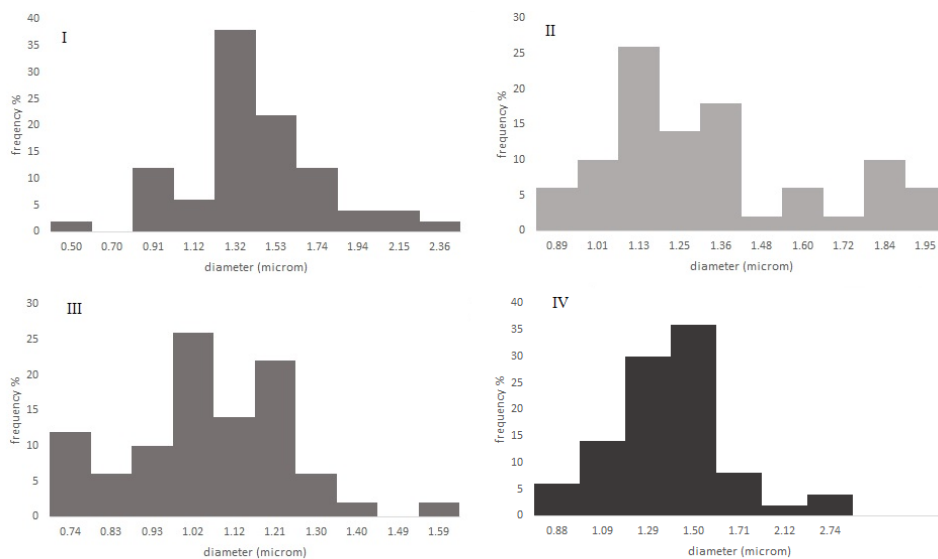 I
40
35
30
25
20
15
10
5
0
freqency %
0.50 0.70 0.91 1.12 1.32 1.53 1.74 1.94 2.15 2.36
diameter (microm)
II
30
25
20
15
10
5
0
frequency %
0.89 1.01 1.13 1.25 1.36 1.48 1.60 1.72 1.84 1.95
diameter (microm)
III
30
25
20
15
10
5
0
frequency %
0.74 0.83 0.93 1.02 1.12 1.21 1.30 1.40 1.49 1.59
diameter (microm)
IV
40
35
30
25
20
15
10
5
0
frequency %
0.88 1.09 1.29 1.50 1.71 2.12 2.74
diameter (microm)